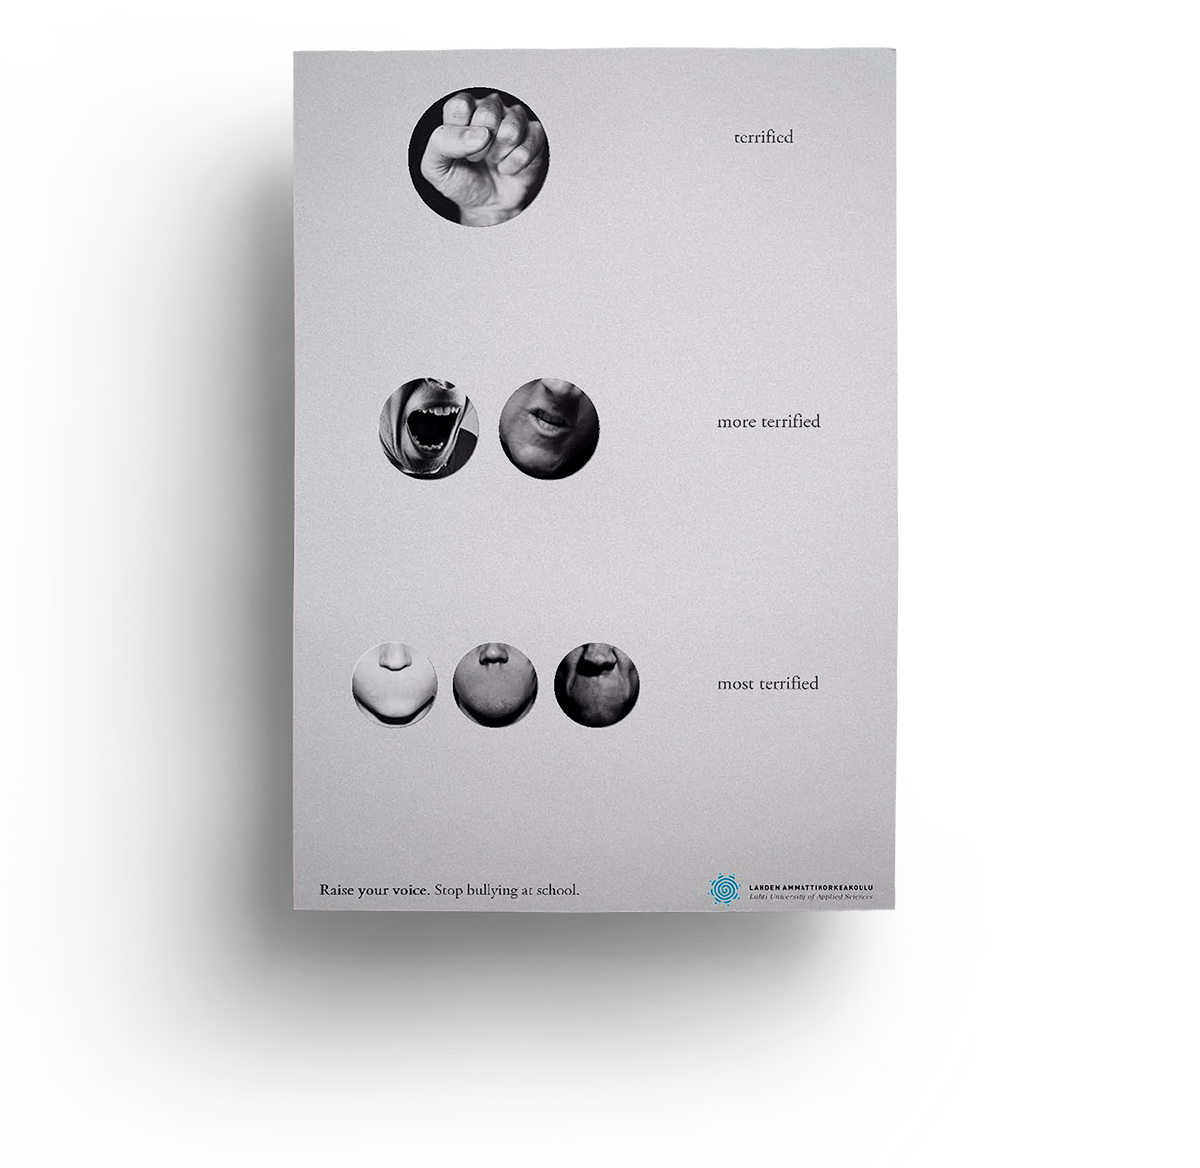 terrified
more terrified
most terrified
Raise your voice. Stop bullying at school.
LAHDEN AMMATTIKORKEAKOULU
Lahti University of Applied Sciences